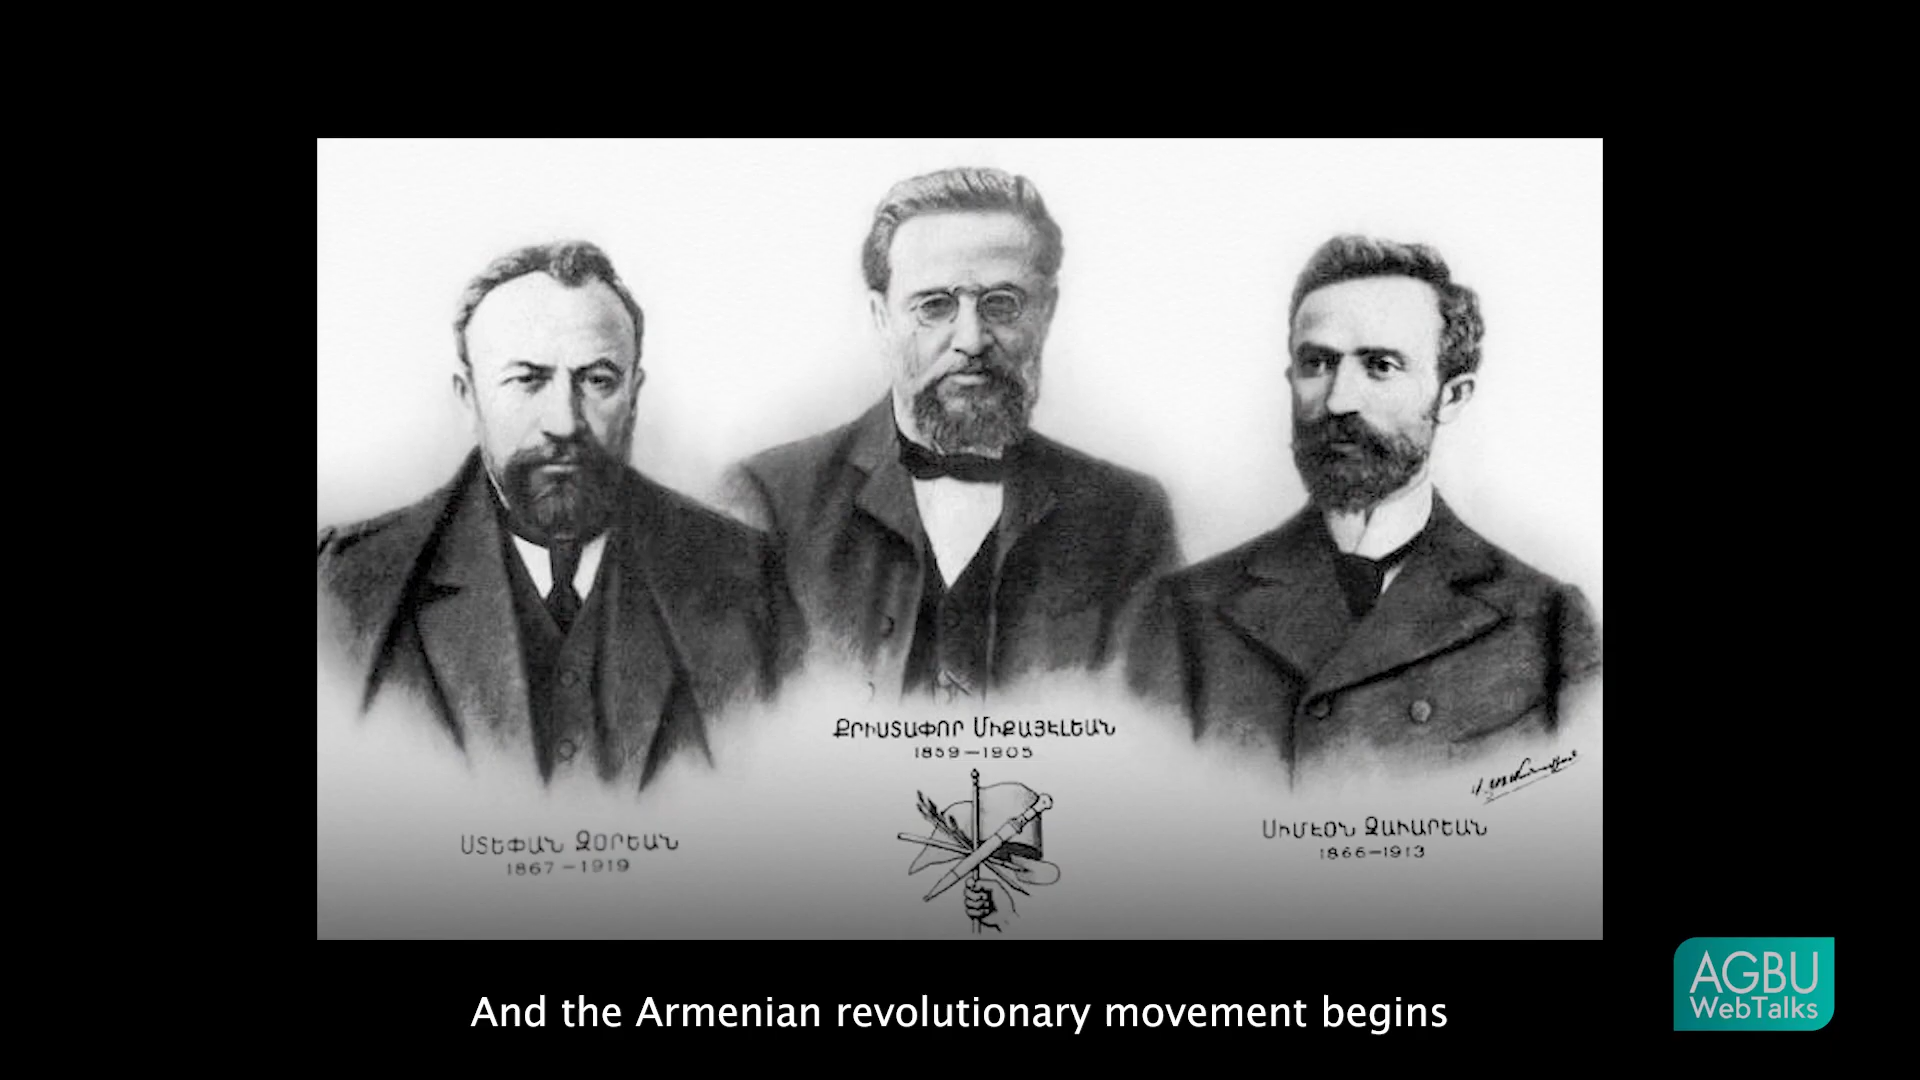 ՔՐԻՍՏԱՓՈՐ ՄԻՔԱՅԷԼԵԱՆ
1859—1905
ՍՏԵՓԱՆ ԶՕՐԵԱՆ
1867—1919
ՍԻՄԷՕՆ ԶԱՒԱՐԵԱՆ
1866—1913
And the Armenian revolutionary movement begins
AGBU
WebTalks